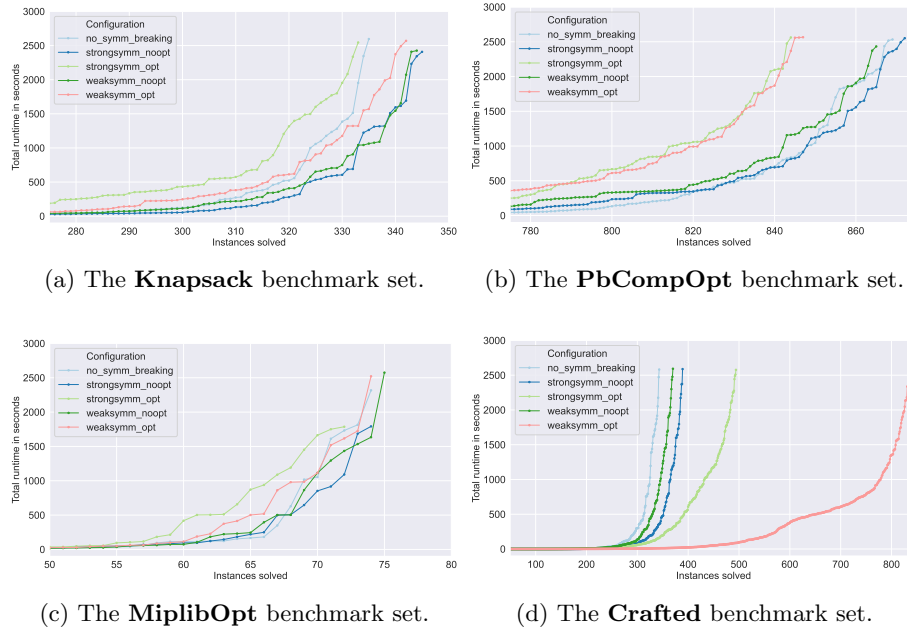 Configuration
no_symm_breaking
strongsymm_noopt
strongsymm_opt
weaksymm_noopt
weaksymm_opt
Total runtime in seconds
3000
2500
2000
1500
1000
500
0
280 290 300 310 320 330 340 350
Instances solved
(a) The Knapsack benchmark set.
Configuration
no_symm_breaking
strongsymm_noopt
strongsymm_opt
weaksymm_noopt
weaksymm_opt
Total runtime in seconds
3000
2500
2000
1500
1000
500
0
780 800 820 840 860
Instances solved
(b) The PbCompOpt benchmark set.
Configuration
no_symm_breaking
strongsymm_noopt
strongsymm_opt
weaksymm_noopt
weaksymm_opt
Total runtime in seconds
3000
2500
2000
1500
1000
500
0
50 55 60 65 70 75 80
Instances solved
(c) The MiplibOpt benchmark set.
Configuration
no_symm_breaking
strongsymm_noopt
strongsymm_opt
weaksymm_noopt
weaksymm_opt
Total runtime in seconds
3000
2500
2000
1500
1000
500
0
100 200 300 400 500 600 700 800
Instances solved
(d) The Crafted benchmark set.